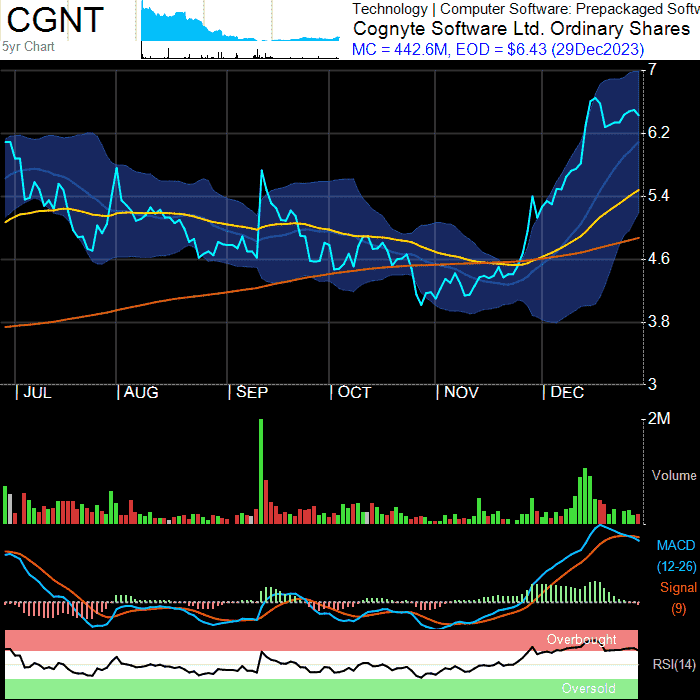 CGNT
5yr Chart
Technology | Computer Software: Prepackaged Softw
Cognyte Software Ltd. Ordinary Shares
MC = 442.6M, EOD = $6.43 (29Dec2023)
7
6.2
5.4
4.6
3.8
3
| JUL | AUG | SEP | OCT | NOV | DEC
2M
Volume
MACD
(12-26)
Signal
(9)
Overbought
RSI(14)
Oversold